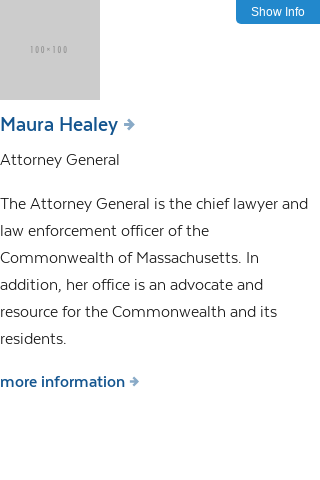 Show Info
100×100
Maura Healey
Attorney General
The Attorney General is the chief lawyer and
law enforcement officer of the
Commonwealth of Massachusetts. In
addition, her office is an advocate and
resource for the Commonwealth and its
residents.
more information